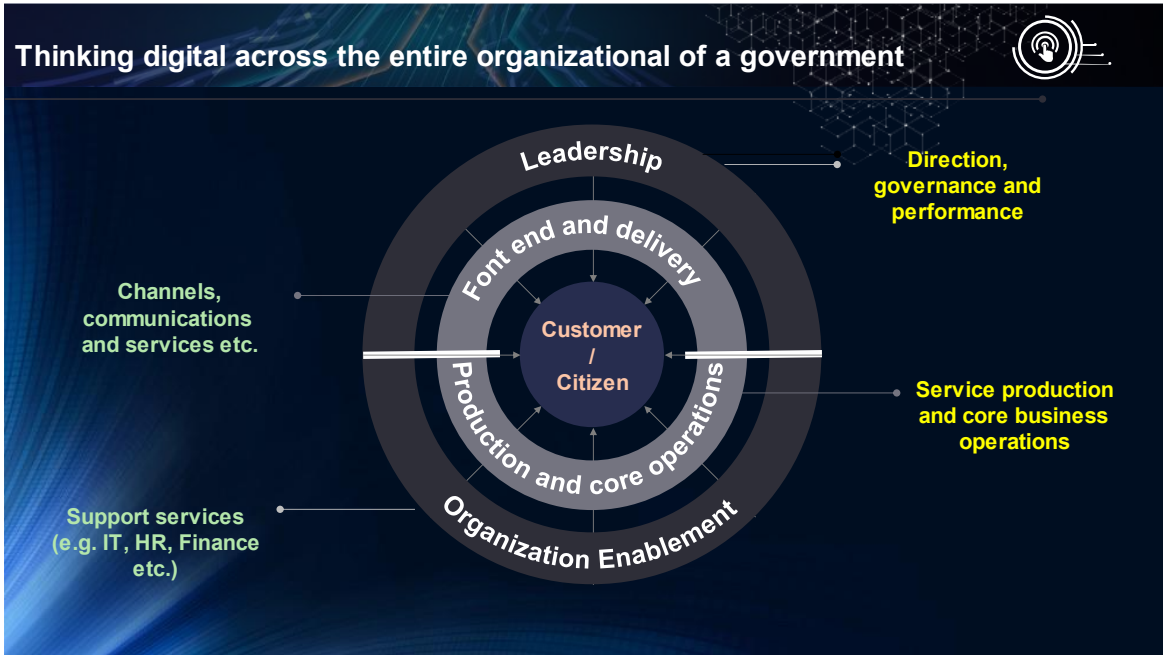 Thinking digital across the entire organizational of a government
Leadership
Direction,
governance and
performance
Font end and delivery
Channels,
communications
and services etc.
Customer
/
Citizen
Production and core operations
Service production
and core business
operations
Organization Enablement
Support services
(e.g. IT, HR, Finance
etc.)